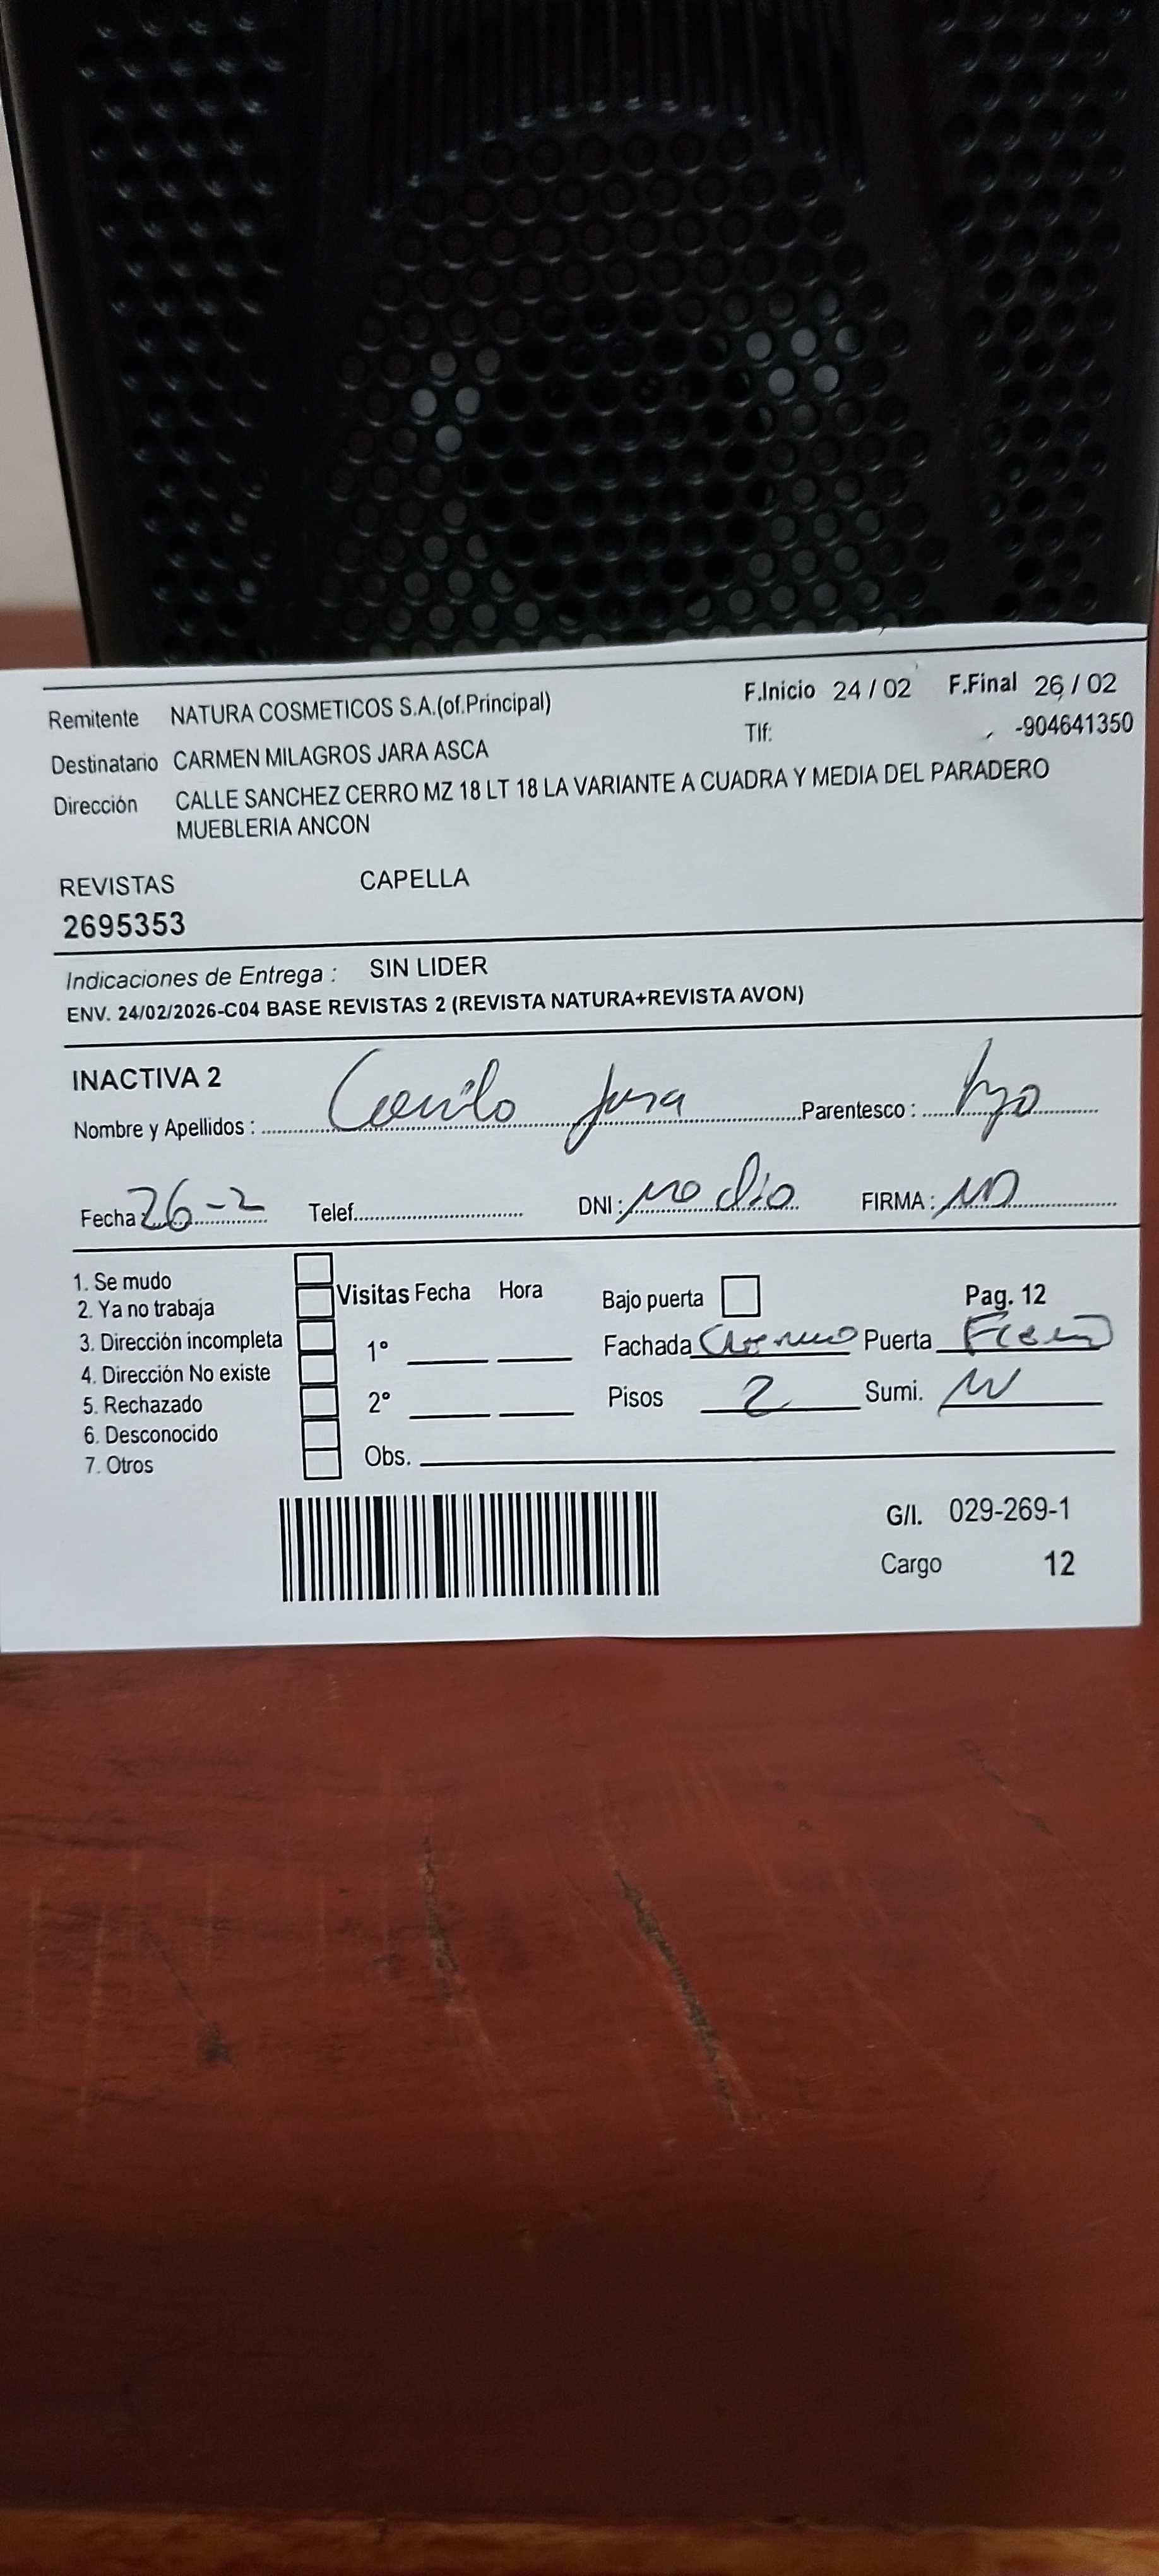 Remitente NATURA COSMETICOS S.A.(of.Principal) F.Inicio 24 / 02 F.Final 26 / 02
Tlf: -904641350
Destinatario CARMEN MILAGROS JARA ASCA
Dirección CALLE SANCHEZ CERRO MZ 18 LT 18 LA VARIANTE A CUADRA Y MEDIA DEL PARADERO
MUEBLERIA ANCON
REVISTAS CAPELLA
2695353
Indicaciones de Entrega : SIN LIDER
ENV. 24/02/2026-C04 BASE REVISTAS 2 (REVISTA NATURA+REVISTA AVON)
INACTIVA 2
Nombre y Apellidos : Jara Parentesco :
Fecha 26-2 Telef. DNI : no dio FIRMA : ND
1. Se mudo
2. Ya no trabaja
3. Dirección incompleta
4. Dirección No existe
5. Rechazado
6. Desconocido
7. Otros
Visitas Fecha Hora
1°
2°
Obs.
Bajo puerta Pag. 12
Fachada Puerta
Pisos 2 Sumi.
G/I. 029-269-1
Cargo 12